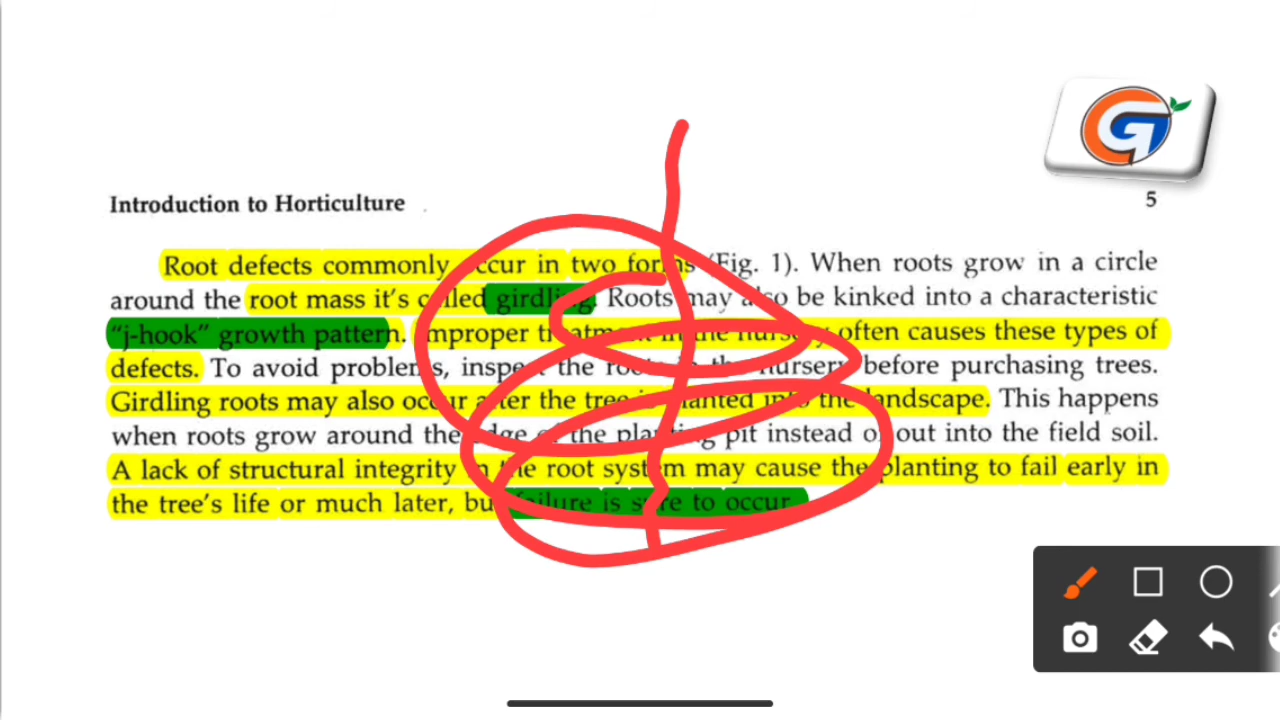 Introduction to Horticulture
5
Root defects commonly occur in two forms (Fig. 1). When roots grow in a circle
around the root mass it's called girdling. Roots may also be kinked into a characteristic
“j-hook” growth pattern. Improper treatment in the nursery often causes these types of
defects. To avoid problems, inspect the roots in the nursery before purchasing trees.
Girdling roots may also occur after the tree is planted into the landscape. This happens
when roots grow around the edge of the planting pit instead of out into the field soil.
A lack of structural integrity in the root system may cause the planting to fail early in
the tree's life or much later, but failure is sure to occur.